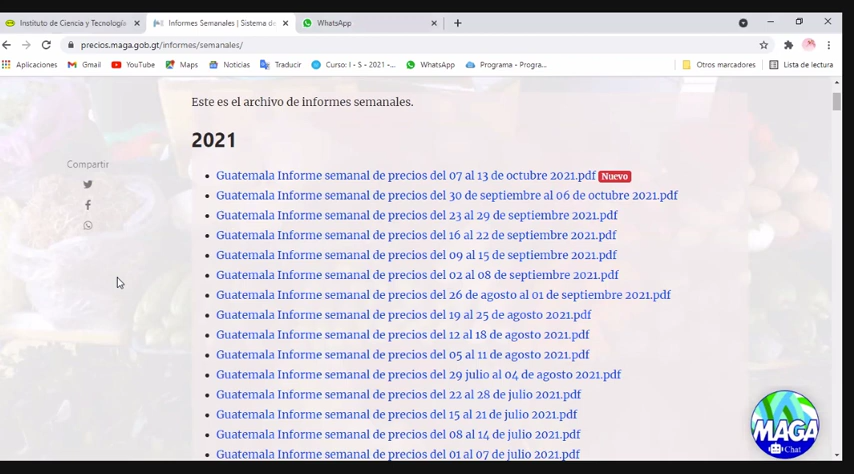 Instituto de Ciencia y Tecnología
Informes Semanales | Sistema de
WhatsApp
precios.maga.gob.gt/informes/semanales/
Aplicaciones
Gmail
YouTube
Maps
Noticias
Traducir
Curso: I - S - 2021 -...
WhatsApp
Programa - Progra...
Otros marcadores
Lista de lectura
Este es el archivo de informes semanales.
2021
Compartir
Guatemala Informe semanal de precios del 07 al 13 de octubre 2021.pdf Nuevo
Guatemala Informe semanal de precios del 30 de septiembre al 06 de octubre 2021.pdf
Guatemala Informe semanal de precios del 23 al 29 de septiembre 2021.pdf
Guatemala Informe semanal de precios del 16 al 22 de septiembre 2021.pdf
Guatemala Informe semanal de precios del 09 al 15 de septiembre 2021.pdf
Guatemala Informe semanal de precios del 02 al 08 de septiembre 2021.pdf
Guatemala Informe semanal de precios del 26 de agosto al 01 de septiembre 2021.pdf
Guatemala Informe semanal de precios del 19 al 25 de agosto 2021.pdf
Guatemala Informe semanal de precios del 12 al 18 de agosto 2021.pdf
Guatemala Informe semanal de precios del 05 al 11 de agosto 2021.pdf
Guatemala Informe semanal de precios del 29 julio al 04 de agosto 2021.pdf
Guatemala Informe semanal de precios del 22 al 28 de julio 2021.pdf
Guatemala Informe semanal de precios del 15 al 21 de julio 2021.pdf
Guatemala Informe semanal de precios del 08 al 14 de julio 2021.pdf
Guatemala Informe semanal de precios del 01 al 07 de julio 2021.pdf
MAGA
Chat